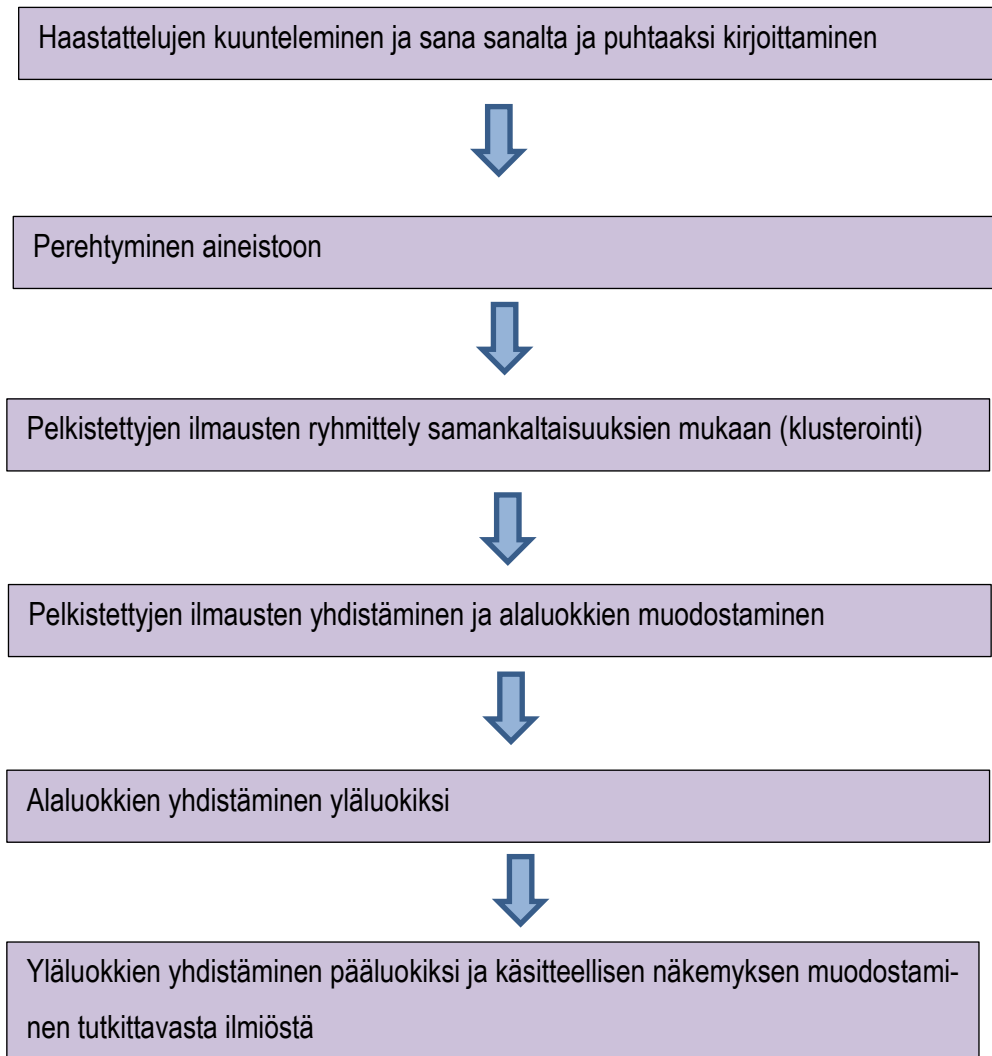 Haastattelujen kuunteleminen ja sana sanalta ja puhtaaksi kirjoittaminen
Perehtyminen aineistoon
Pelkistettyjen ilmausten ryhmittely samankaltaisuuksien mukaan (klusterointi)
Pelkistettyjen ilmausten yhdistäminen ja alaluokkien muodostaminen
Alaluokkien yhdistäminen yläluokiksi
Yläluokkien yhdistäminen pääluokiksi ja käsitteellisen näkemyksen muodostami-
nen tutkittavasta ilmiöstä